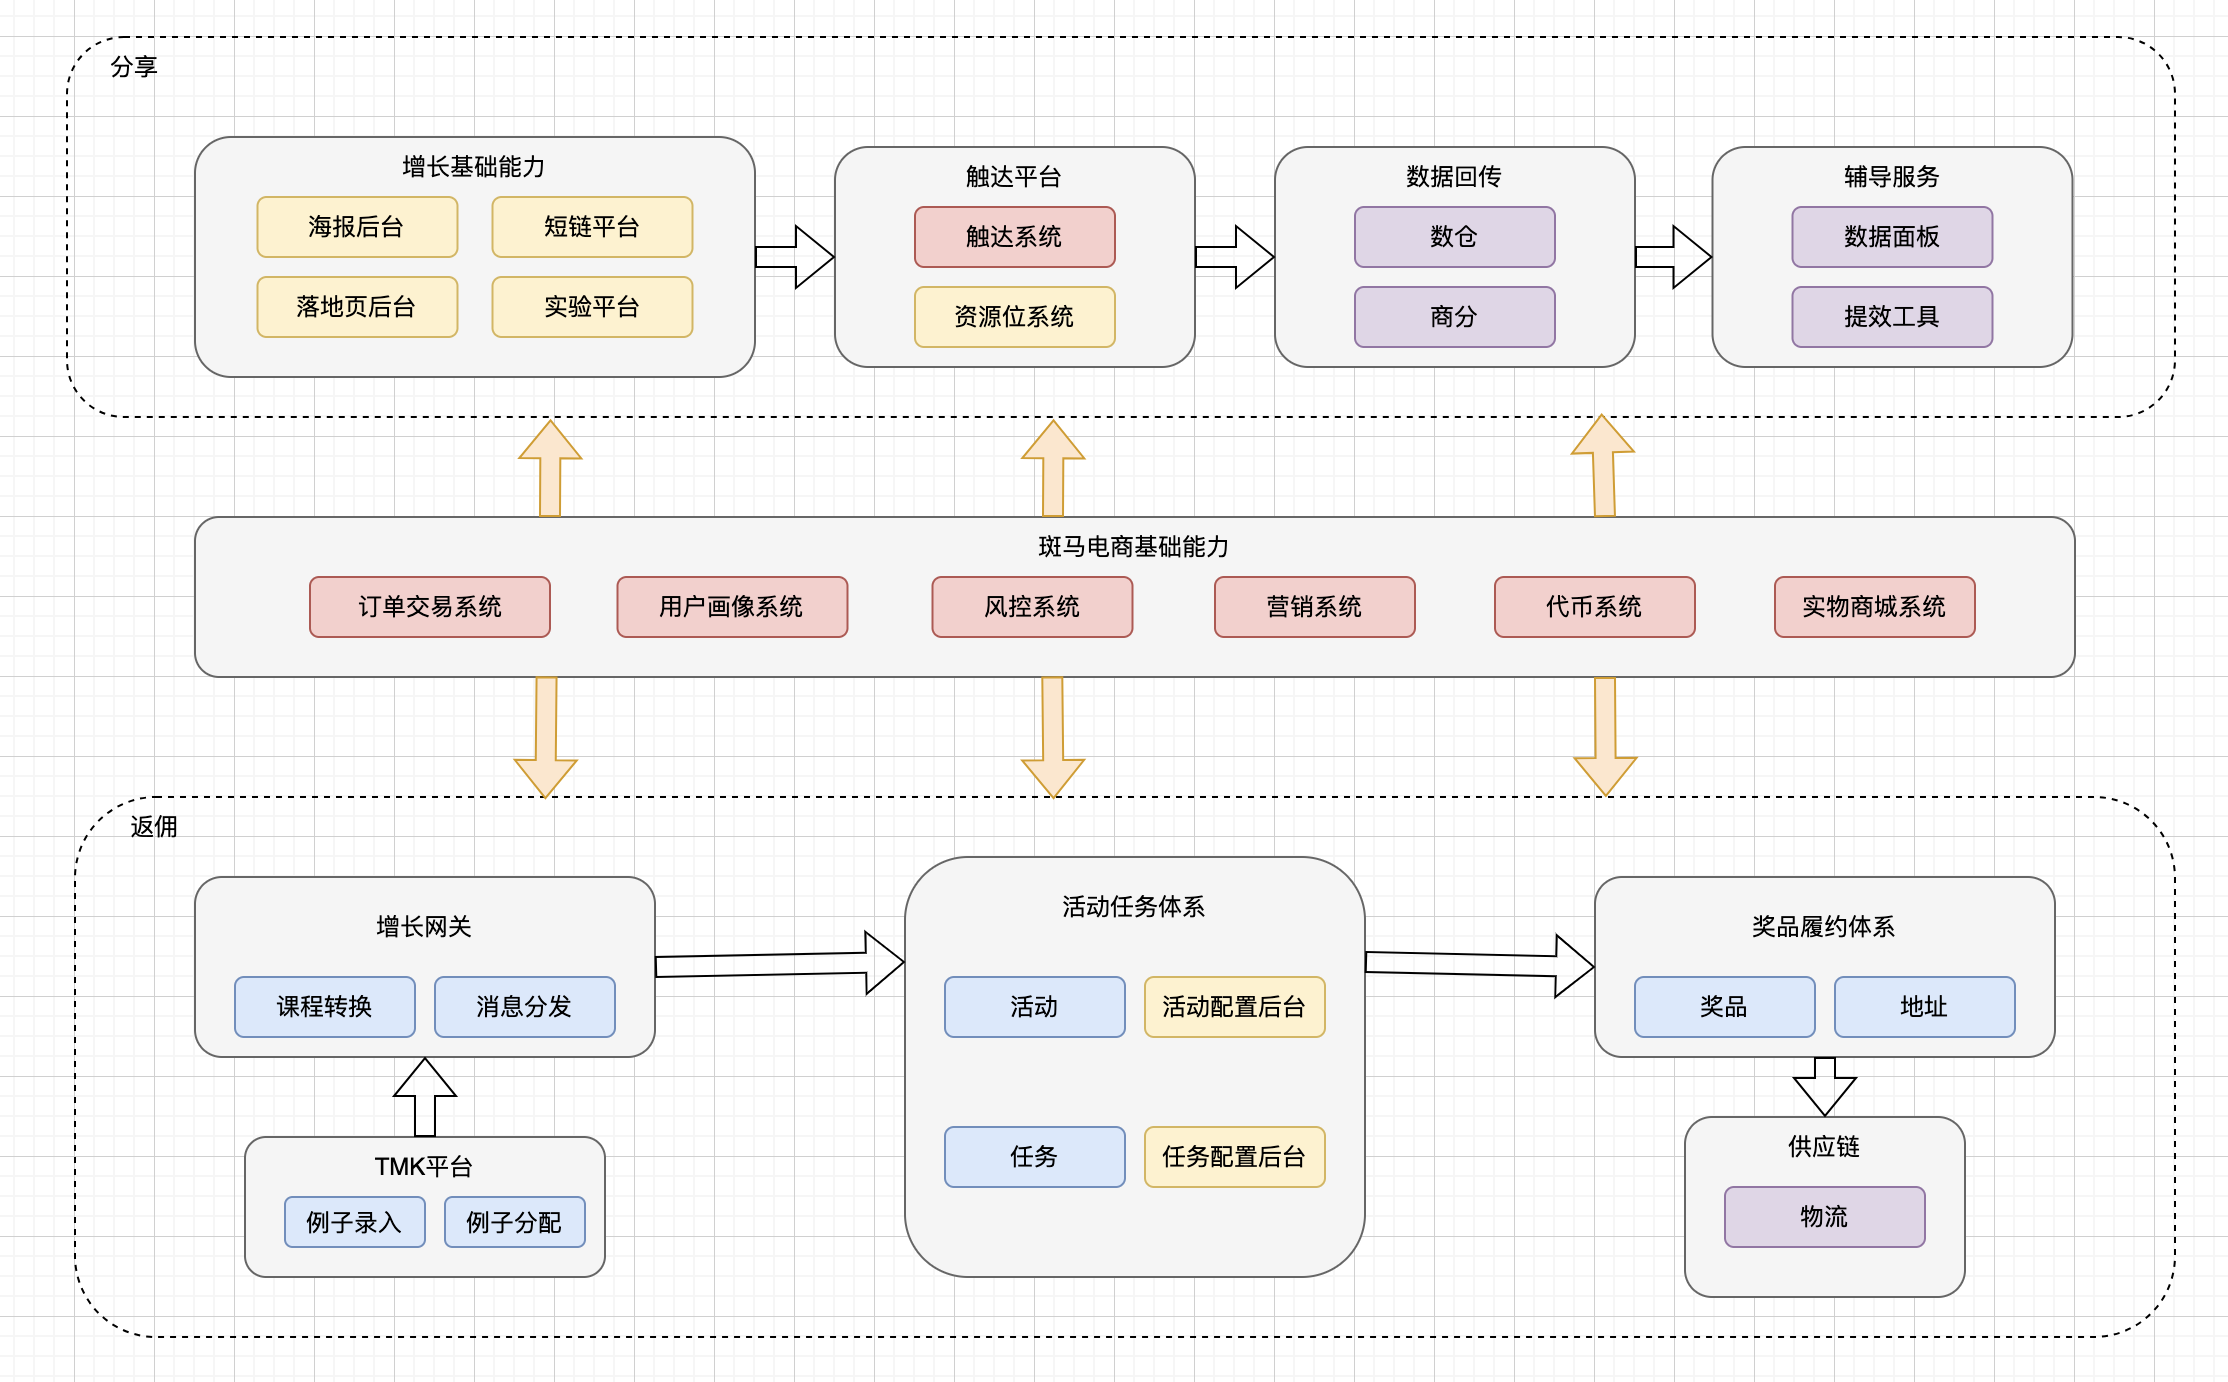 分享
增长基础能力
海报后台
短链平台
落地页后台
实验平台
触达平台
触达系统
资源位系统
数据回传
数仓
商分
辅导服务
数据面板
提效工具
斑马电商基础能力
订单交易系统
用户画像系统
风控系统
营销系统
代币系统
实物商城系统
返佣
增长网关
课程转换
消息分发
TMK平台
例子录入
例子分配
活动任务体系
活动
活动配置后台
任务
任务配置后台
奖品履约体系
奖品
地址
供应链
物流